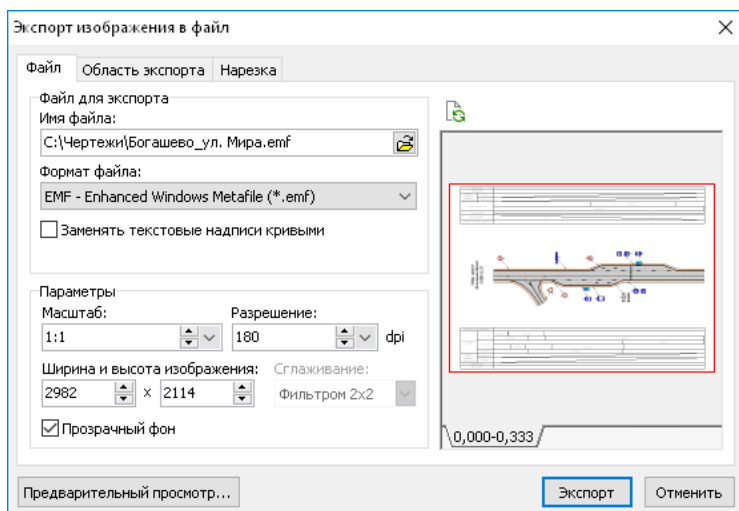 Экспорт изображения в файл
Файл Область экспорта Нарезка
Файл для экспорта
Имя файла:
C:\Чертежи\Богашево_ул. Мира.emf
Формат файла:
EMF - Enhanced Windows Metafile (*.emf)
Заменять текстовые надписи кривыми
Параметры
Масштаб: Разрешение:
1:1 180 dpi
Ширина и высота изображения: Сглаживание:
2982 x 2114 Фильтром 2x2
Прозрачный фон
0,000-0,333
Предварительный просмотр... Экспорт Отменить